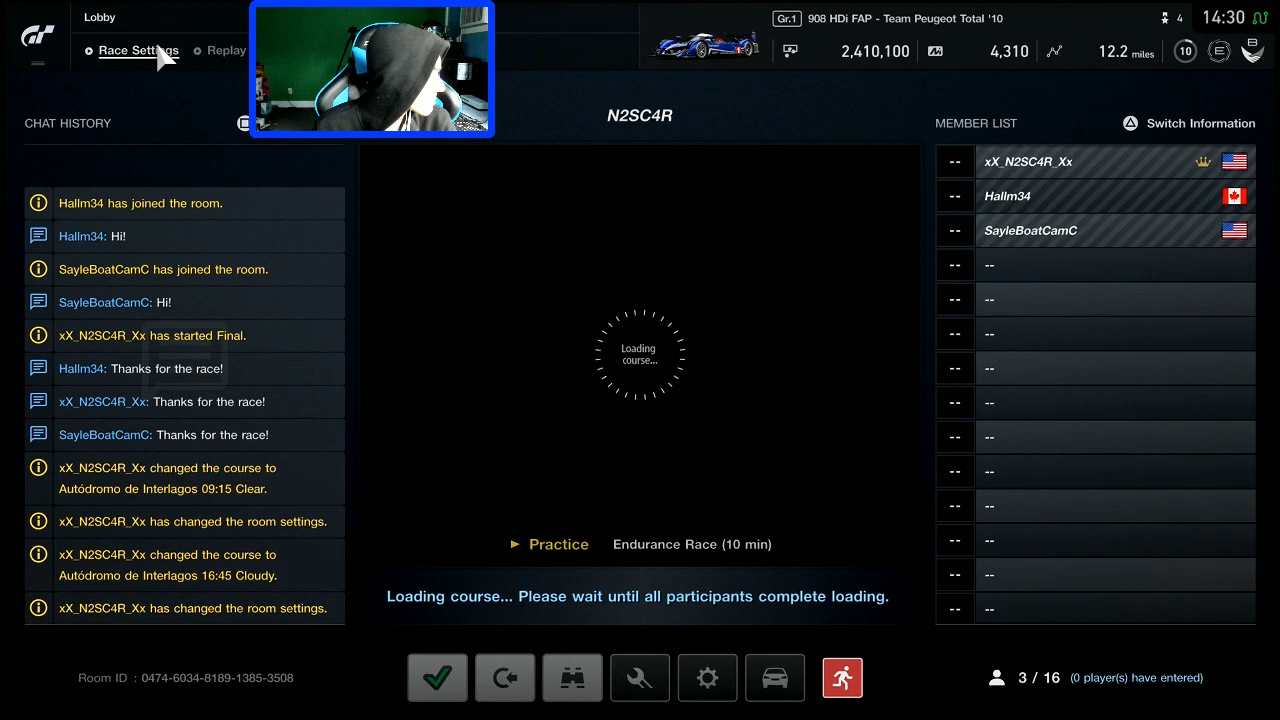 Lobby
Race Settings
Replay
Gr.1 908 HDi FAP - Team Peugeot Total '10
4
14:30
2,410,100
4,310
12.2 miles
10
E
B
CHAT HISTORY
N2SC4R
MEMBER LIST
Switch Information
Hallm34 has joined the room.
Hallm34: Hi!
SayleBoatCamC has joined the room.
SayleBoatCamC: Hi!
xX_N2SC4R_Xx has started Final.
Hallm34: Thanks for the race!
xX_N2SC4R_Xx: Thanks for the race!
SayleBoatCamC: Thanks for the race!
xX_N2SC4R_Xx changed the course to
Autódromo de Interlagos 09:15 Clear.
xX_N2SC4R_Xx has changed the room settings.
xX_N2SC4R_Xx changed the course to
Autódromo de Interlagos 16:45 Cloudy.
xX_N2SC4R_Xx has changed the room settings.
Loading
course...
Practice Endurance Race (10 min)
Loading course... Please wait until all participants complete loading.
-- xX_N2SC4R_Xx
-- Hallm34
-- SayleBoatCamC
-- --
-- --
-- --
-- --
-- --
-- --
-- --
-- --
-- --
-- --
-- --
Room ID : 0474-6034-8189-1385-3508
3 / 16 (0 player(s) have entered)